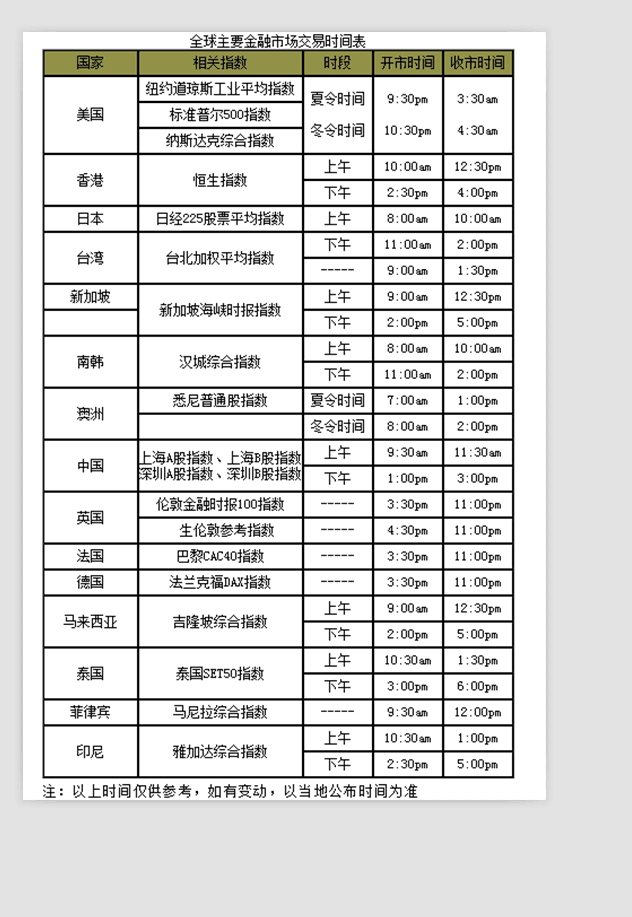 全球主要金融市场交易时间表
国家 相关指数 时段 开市时间 收市时间
美国 纽约道琼斯工业平均指数 夏令时间 9:30pm 3:30am
标准普尔500指数
冬令时间 10:30pm 4:30am
纳斯达克综合指数
香港 恒生指数 上午 10:00am 12:30pm
下午 2:30pm 4:00pm
日本 日经225股票平均指数 上午 8:00am 10:00am
台湾 台北加权平均指数 下午 11:00am 2:00pm
----- 9:00am 1:30pm
新加坡 新加坡海峡时报指数 上午 9:00am 12:30pm
下午 2:00pm 5:00pm
南韩 汉城综合指数 上午 8:00am 10:00am
下午 11:00am 2:00pm
澳洲 悉尼普通股指数 夏令时间 7:00am 1:00pm
冬令时间 8:00am 2:00pm
中国 上海A股指数、上海B股指数 上午 9:30am 11:30am
深圳A股指数、深圳B股指数 下午 1:00pm 3:00pm
英国 伦敦金融时报100指数 ----- 3:30pm 11:00pm
生伦敦参考指数 ----- 4:30pm 11:00pm
法国 巴黎CAC40指数 ----- 3:30pm 11:00pm
德国 法兰克福DAX指数 ----- 3:30pm 11:00pm
马来西亚 吉隆坡综合指数 上午 9:00am 12:30pm
下午 2:00pm 5:00pm
泰国 泰国SET50指数 上午 10:30am 1:30pm
下午 3:00pm 6:00pm
菲律宾 马尼拉综合指数 ----- 9:30am 12:00pm
印尼 雅加达综合指数 上午 10:30am 1:00pm
下午 2:30pm 5:00pm
注：以上时间仅供参考，如有变动，以当地公布时间为准